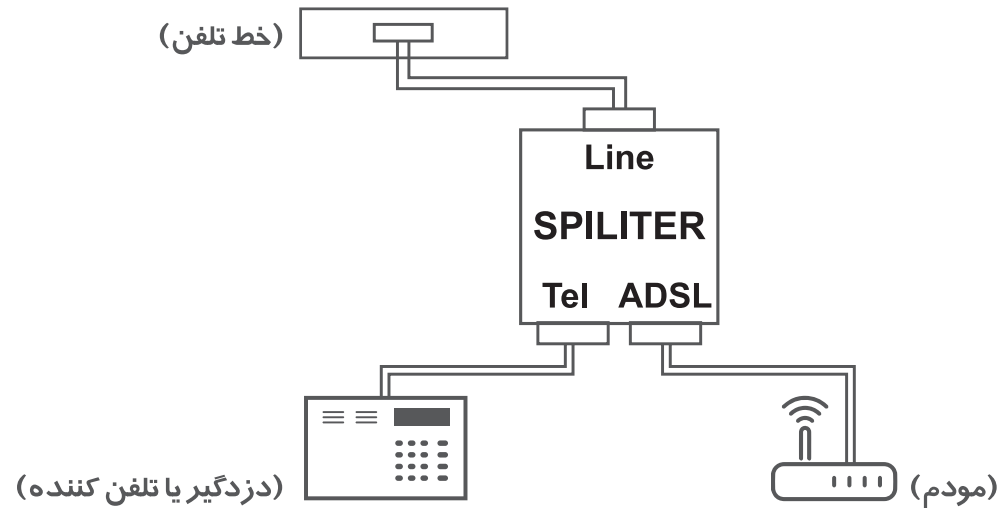 (خط تلفن)
Line
SPILITER
Tel ADSL
(دزدگیر یا تلفن کننده)
(مودم)